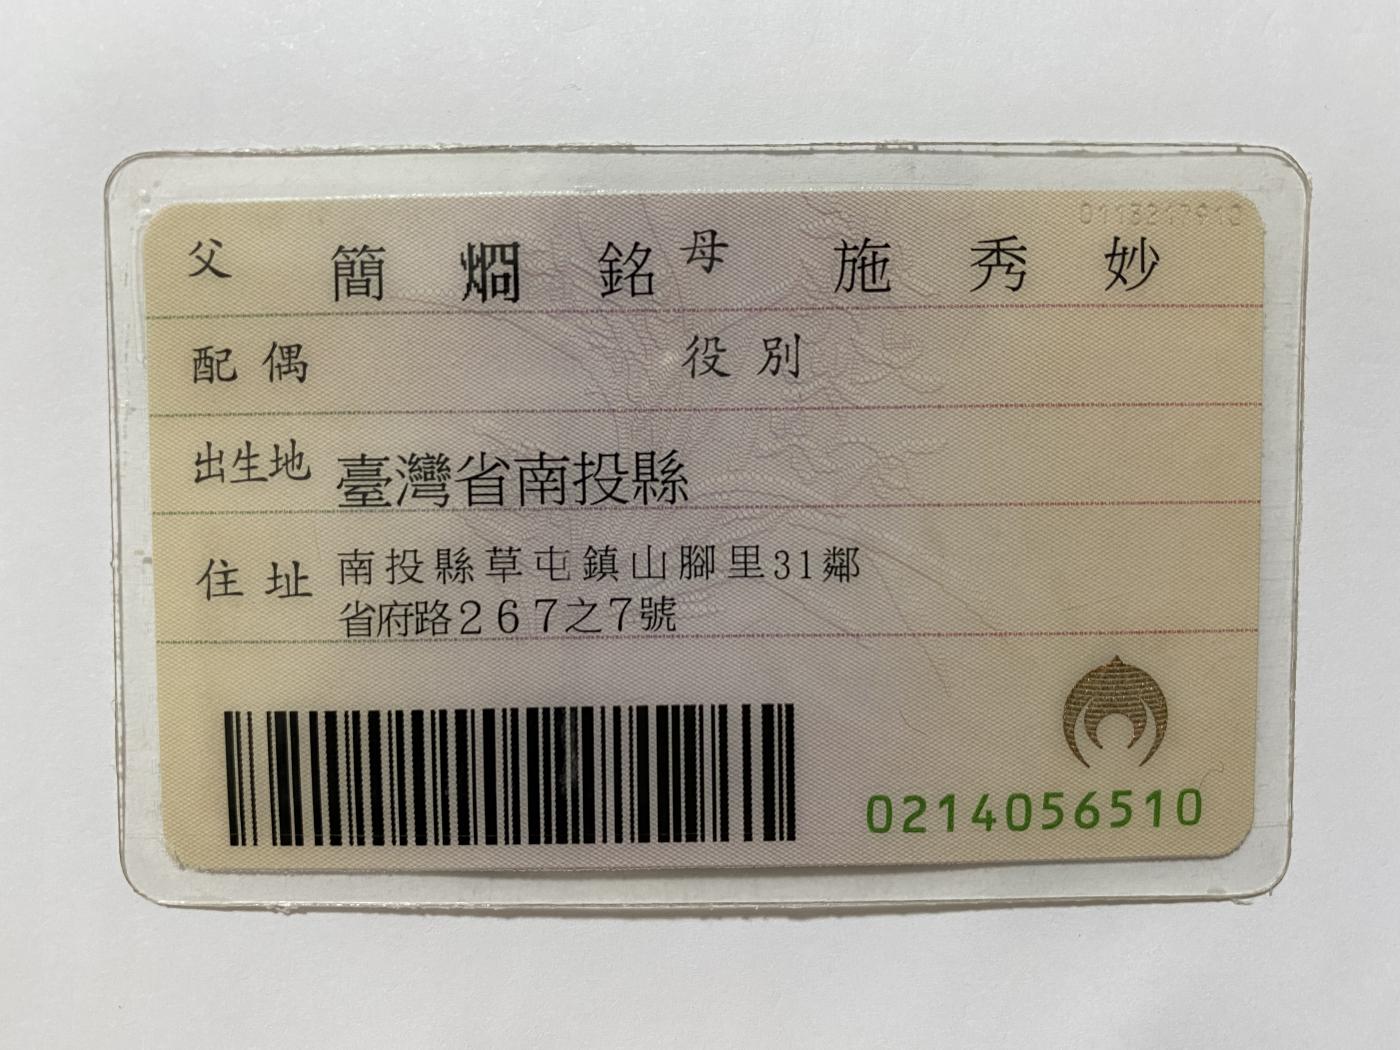 父 簡 焗 銘 母 施 秀 妙
配偶 役別
出生地 臺灣省南投縣
住址 南投縣草屯鎮山腳里31鄰
省府路267之7號
0214056510